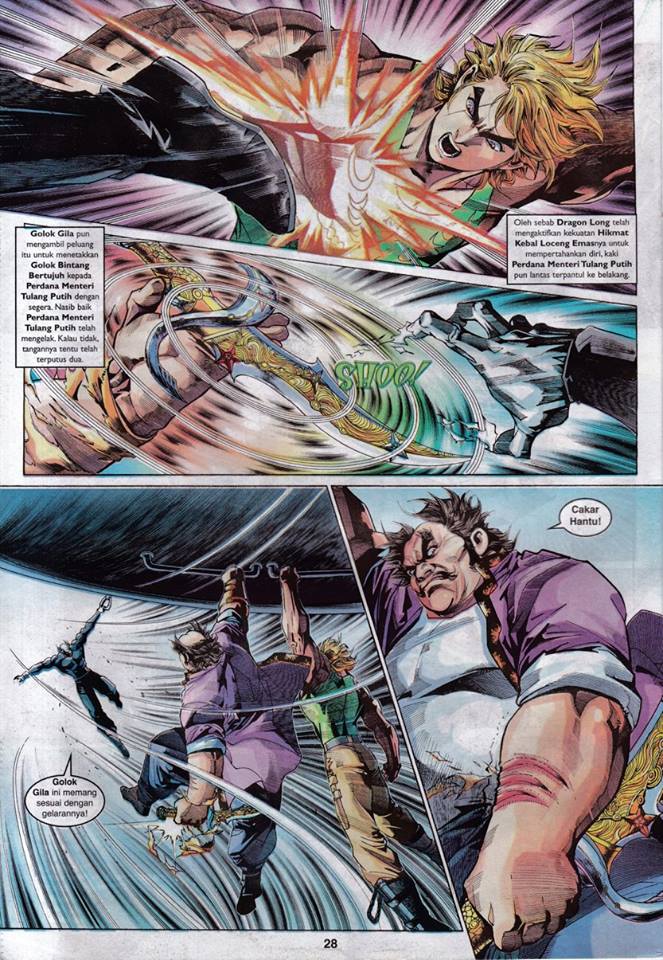 Oleh sebab Dragon Long telah
mengaktifkan kekuatan Hikmat
Kebal Loceng Emasnya untuk
mempertahankan diri, kaki
Perdana Menteri Tulang Putih
pun lantas terpantul ke belakang.
Golok Gila pun
mengambil peluang
itu untuk menetakkan
Golok Bintang
Bertujuh kepada
Perdana Menteri
Tulang Putih dengan
segera. Nasib baik
Perdana Menteri
Tulang Putih telah
mengelak. Kalau tidak,
tangannya tentu telah
terputus dua.
SHOO!
Golok
Gila ini memang
sesuai dengan
gelarannya!
Cakar
Hantu!
28